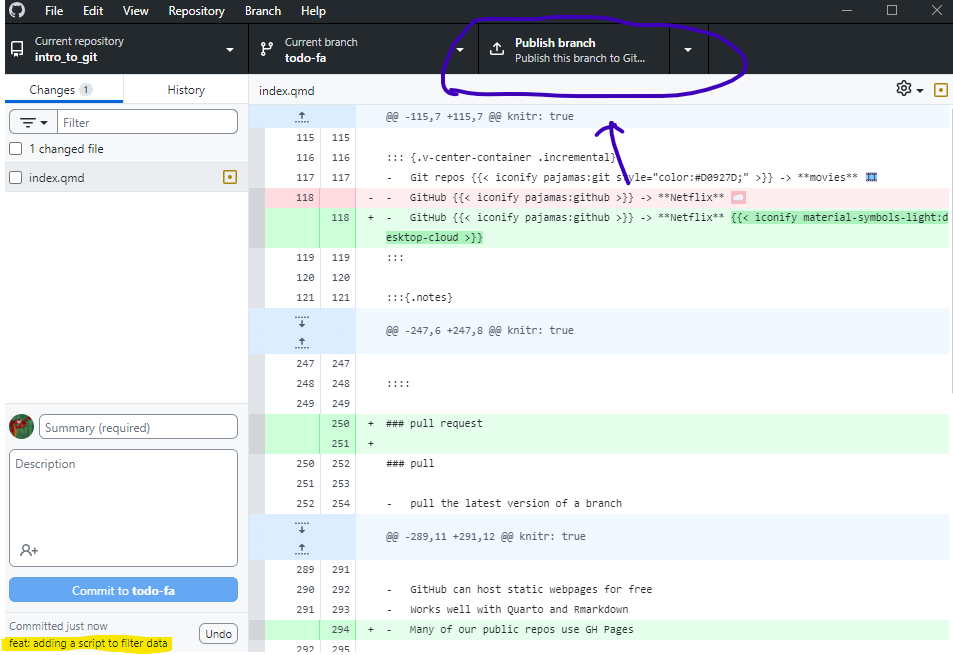 File Edit View Repository Branch Help
Current repository
intro_to_git
Current branch
todo-fa
Publish branch
Publish this branch to Git...
Changes 1 History
index.qmd
Filter
1 changed file
index.qmd
@@ -115,7 +115,7 @@ knitr: true
115 115
116 116 ::: {.v-center-container .incremental}
117 117 - Git repos {{< iconify pajamas:git style="color:#D0927D;" >}} -> **movies** 🎞️
118 - - GitHub {{< iconify pajamas:github >}} -> **Netflix** ☁️
118 + - GitHub {{< iconify pajamas:github >}} -> **Netflix** {{< iconify material-symbols-light:d
esktop-cloud >}}
119 119 :::
120 120
121 121 :::{.notes}
@@ -247,6 +247,8 @@ knitr: true
247 247
248 248 ::::
249 249
250 + ### pull request
251 +
250 252 ### pull
251 253
252 254 - pull the latest version of a branch
@@ -289,11 +291,12 @@ knitr: true
289 291
290 292 - GitHub can host static webpages for free
291 293 - Works well with Quarto and Rmarkdown
294 + - Many of our public repos use GH Pages
292 295
Summary (required)
Description
Commit to todo-fa
Committed just now
feat: adding a script to filter data
Undo